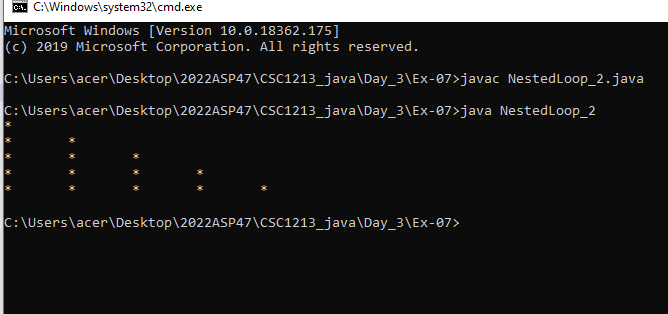 C:\Windows\system32\cmd.exe
Microsoft Windows [Version 10.0.18362.175]
(c) 2019 Microsoft Corporation. All rights reserved.
C:\Users\acer\Desktop\2022ASP47\CSC1213_java\Day_3\Ex-07>javac NestedLoop_2.java
C:\Users\acer\Desktop\2022ASP47\CSC1213_java\Day_3\Ex-07>java NestedLoop_2
*
*	*
*	*	*
*	*	*	*
*	*	*	*	*
C:\Users\acer\Desktop\2022ASP47\CSC1213_java\Day_3\Ex-07>